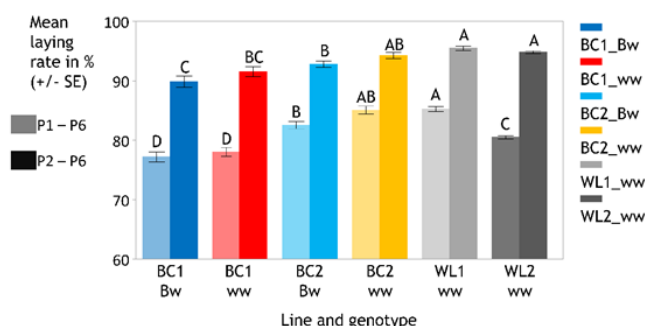 Mean
laying
rate in %
(+/- SE)
P1 – P6
P2 – P6
100
90
80
70
60
D
C
D
BC
B
B
AB
AB
A
A
C
A
BC1
Bw
BC1
ww
BC2
Bw
BC2
ww
WL1
ww
WL2
ww
Line and genotype
BC1_Bw
BC1_ww
BC2_Bw
BC2_ww
WL1_ww
WL2_ww